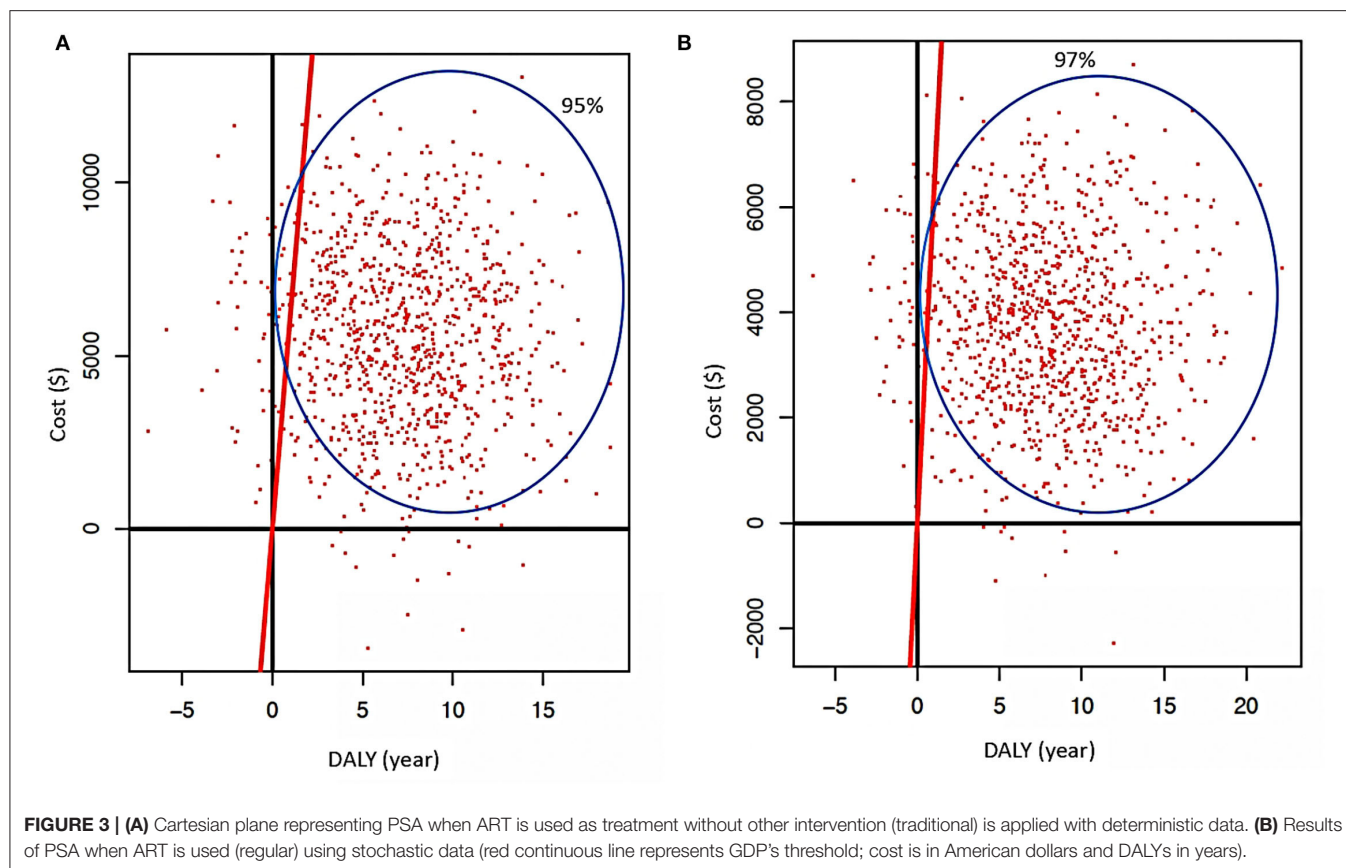 A
95%
10000
5000
0
Cost ($)
-5
0
5
10
15
DALY (year)
B
97%
8000
6000
4000
2000
0
-2000
Cost ($)
-5
0
5
10
15
20
DALY (year)
FIGURE 3 | (A) Cartesian plane representing PSA when ART is used as treatment without other intervention (traditional) is applied with deterministic data. (B) Results
of PSA when ART is used (regular) using stochastic data (red continuous line represents GDP's threshold; cost is in American dollars and DALYs in years).